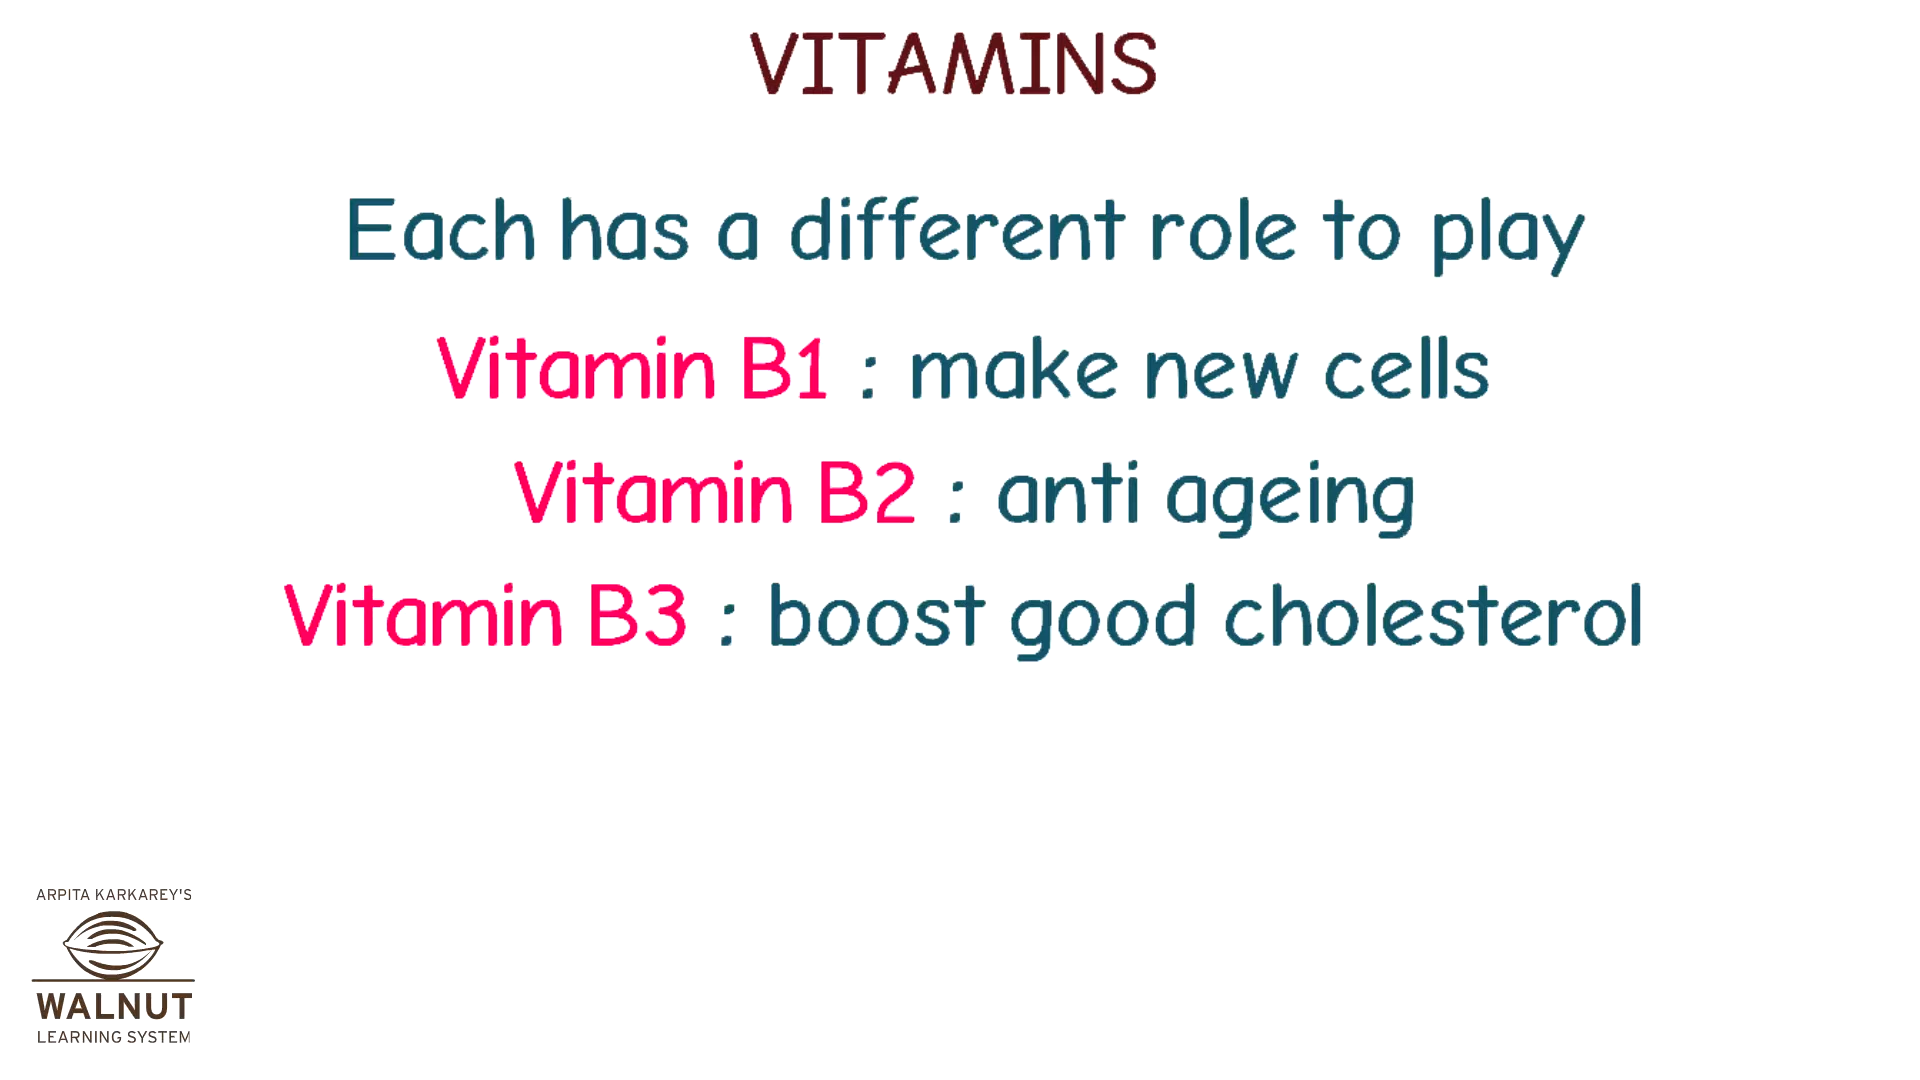 VITAMINS
Each has a different role to play
Vitamin B1 : make new cells
Vitamin B2 : anti ageing
Vitamin B3 : boost good cholesterol
ARPITA KARKAREY'S
WALNUT
LEARNING SYSTEM